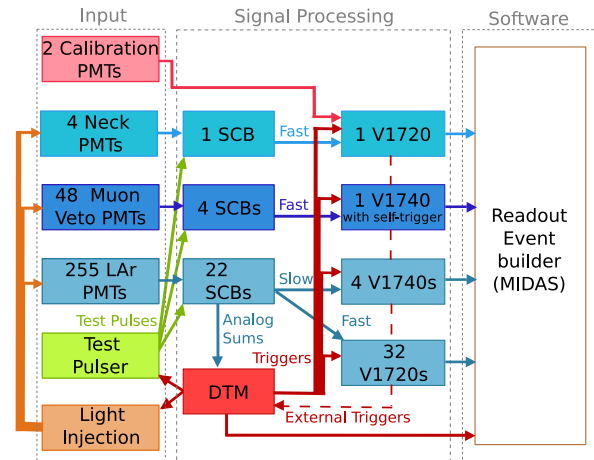 Input
Signal Processing
Software
2 Calibration
PMTs
4 Neck
PMTs
1 SCB
Fast
1 V1720
48 Muon
Veto PMTs
4 SCBs
Fast
1 V1740
with self-trigger
Readout
Event
builder
(MIDAS)
255 LAr
PMTs
22
SCBs
Slow
4 V1740s
Fast
Test Pulses
Analog
Sums
Test
Pulser
Triggers
32
V1720s
DTM
Light
Injection
External Triggers